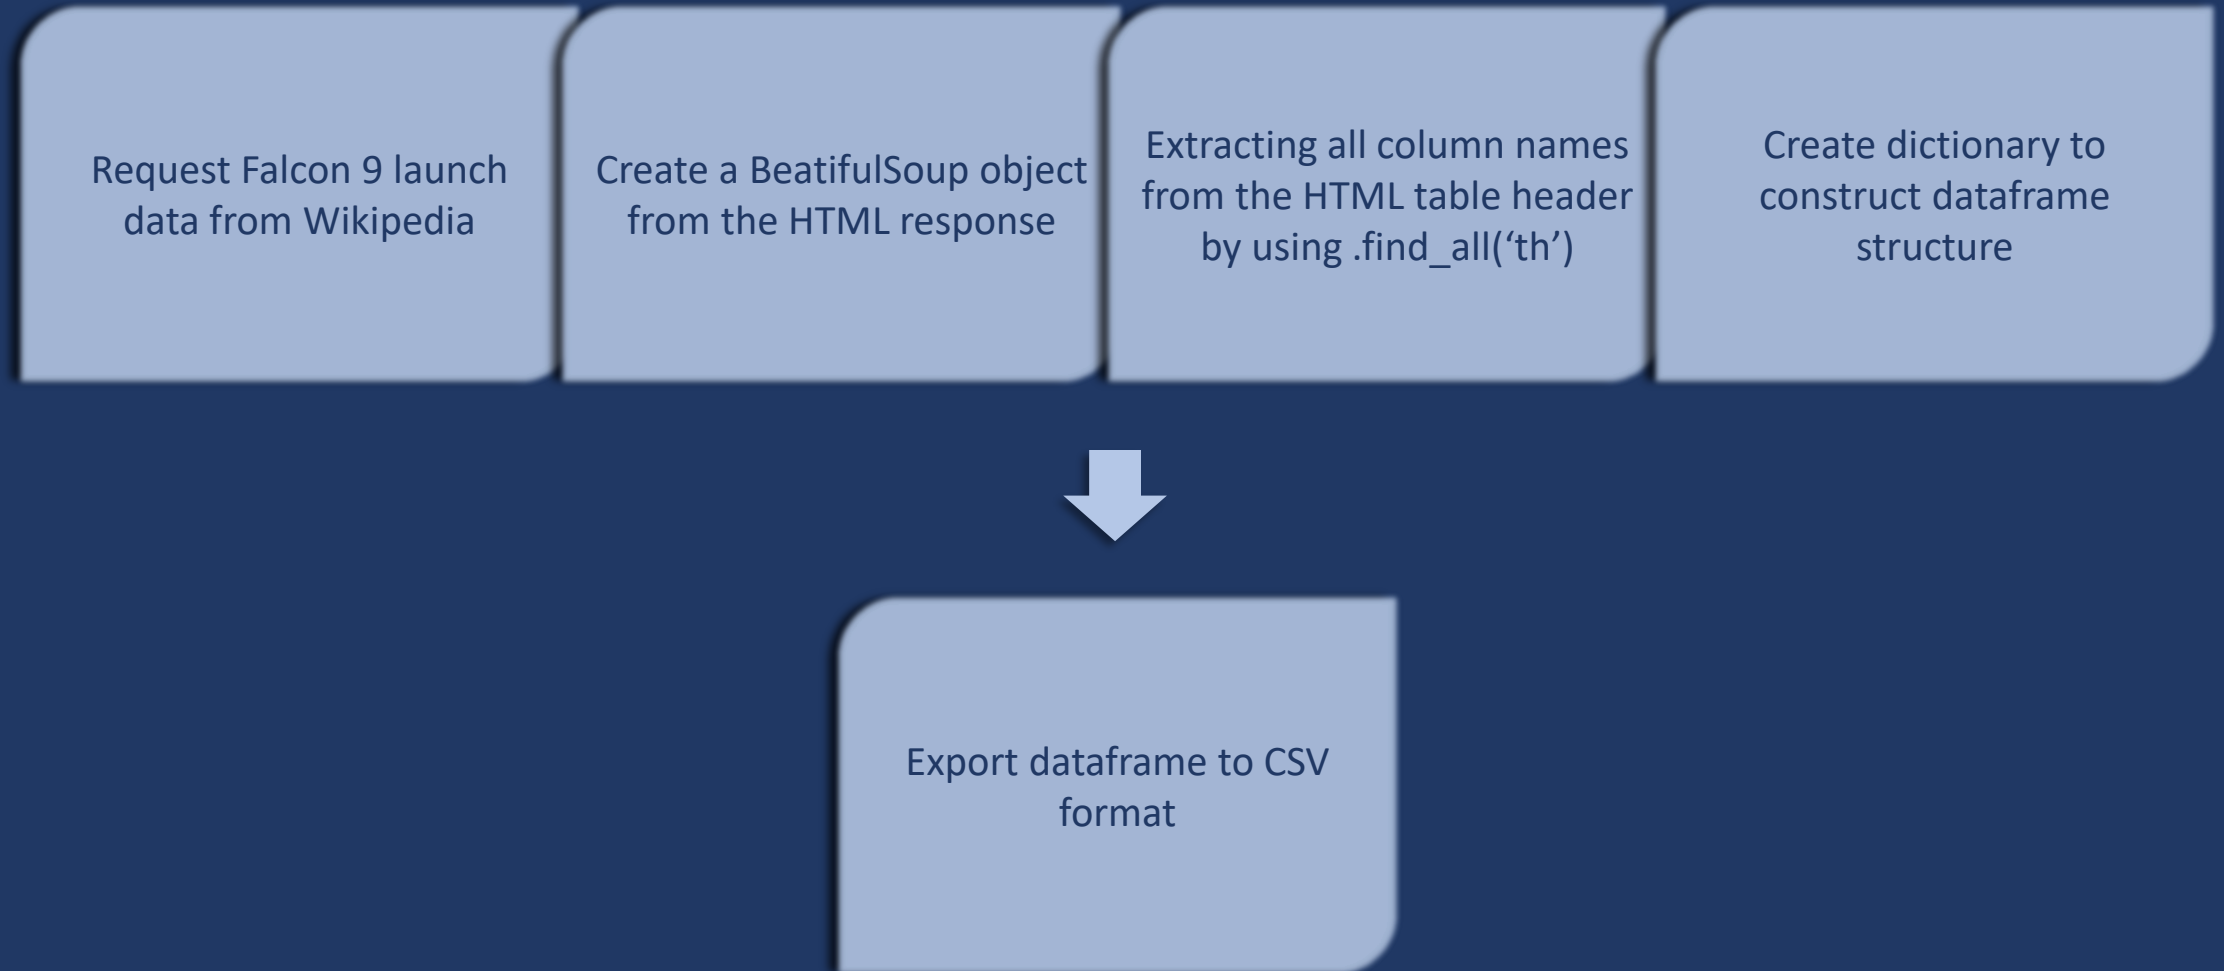 Request Falcon 9 launch
data from Wikipedia
Create a BeatifulSoup object
from the HTML response
Extracting all column names
from the HTML table header
by using .find_all(‘th’)
Create dictionary to
construct dataframe
structure
Export dataframe to CSV
format